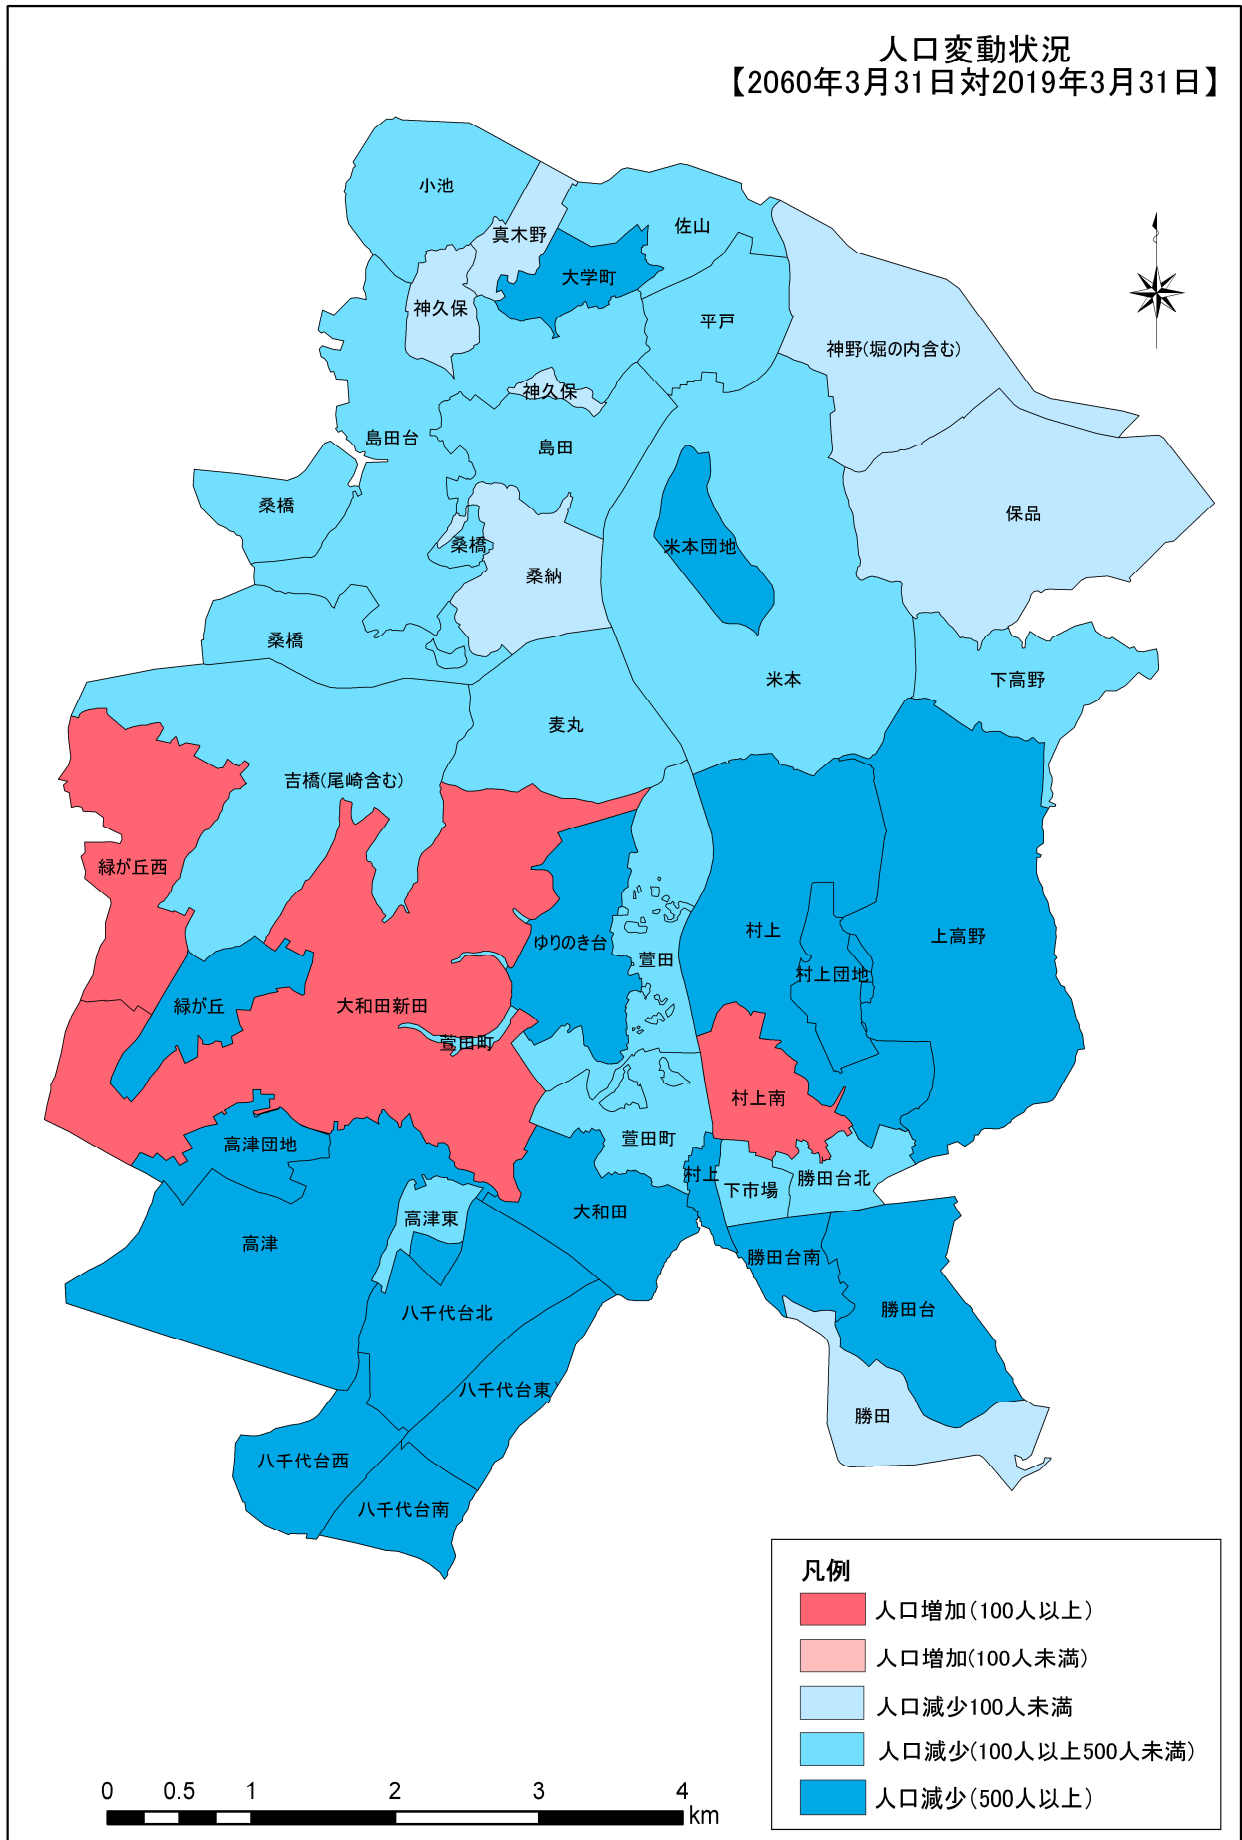 人口変動状況
【2060年3月31日対2019年3月31日】
小池
真木野
佐山
大学町
神久保
平戸
神野(堀の内含む)
神久保
島田台
島田
桑橋
保品
桑橋
米本団地
桑納
桑橋
米本
下高野
麦丸
吉橋(尾崎含む)
緑が丘西
村上
上高野
ゆりのき台
萱田
村上団地
緑が丘
大和田新田
萱田町
村上南
萱田町
高津団地
村上
勝田台北
下市場
大和田
高津東
高津
勝田台南
勝田台
八千代台北
八千代台東
勝田
八千代台西
八千代台南
凡例
人口増加(100人以上)
人口増加(100人未満)
人口減少100人未満
人口減少(100人以上500人未満)
人口減少(500人以上)
0 0.5 1 2 3 4
km